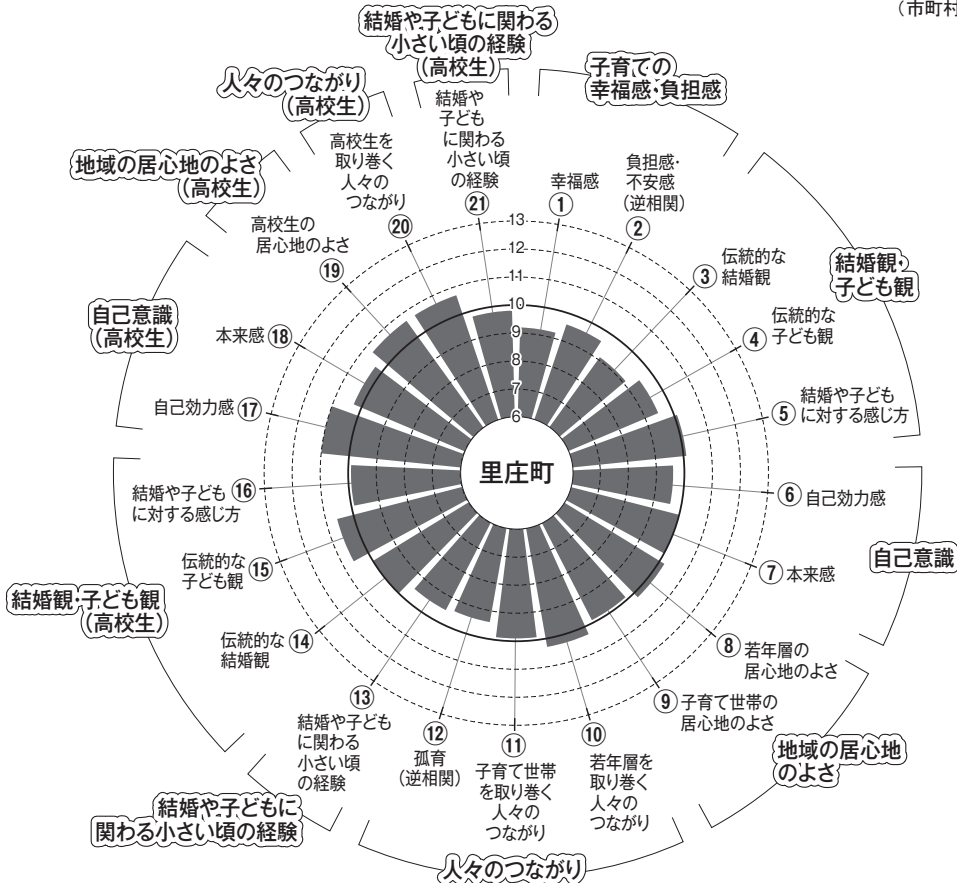 (市町村
結婚や子どもに関わる
小さい頃の経験
(高校生)
子育ての
幸福感・負担感
結婚観・
子ども観
自己意識
地域の居心地
のよさ
人々のつながり
結婚や子どもに
関わる小さい頃の経験
結婚観・子ども観
(高校生)
自己意識
(高校生)
地域の居心地のよさ
(高校生)
人々のつながり
(高校生)
幸福感
①
負担感・
不安感
(逆相関)
②
③ 伝統的な
結婚観
④ 伝統的な
子ども観
⑤ 結婚や子ども
に対する感じ方
⑥ 自己効力感
⑦ 本来感
⑧ 若年層の
居心地のよさ
⑨ 子育て世帯の
居心地のよさ
⑩
若年層を
取り巻く
人々の
つながり
⑪
子育て世帯
を取り巻く
人々の
つながり
⑫
孤育
(逆相関)
⑬
結婚や子ども
に関わる
小さい頃
の経験
伝統的な ⑭
結婚観
伝統的な ⑮
子ども観
結婚や子ども ⑯
に対する感じ方
自己効力感 ⑰
本来感 ⑱
高校生の
居心地のよさ
⑲
高校生を
取り巻く
人々の
つながり
⑳
結婚や
子ども
に関わる
小さい頃
の経験
㉑
13
12
11
10
9
8
7
6
里庄町